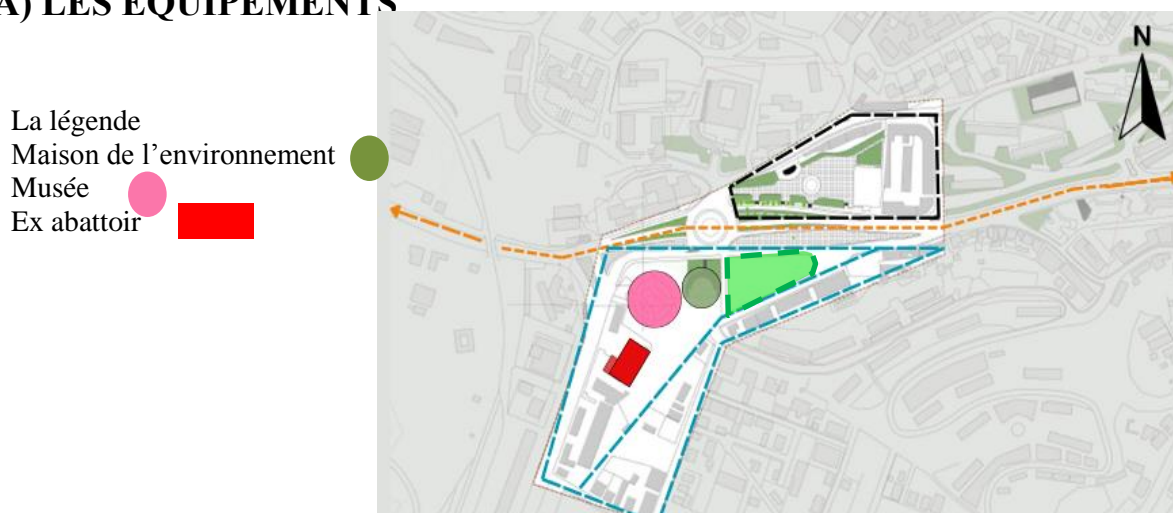 A) LES EQUIPEMENTS
La légende
Maison de l’environnement
Musée
Ex abattoir
N